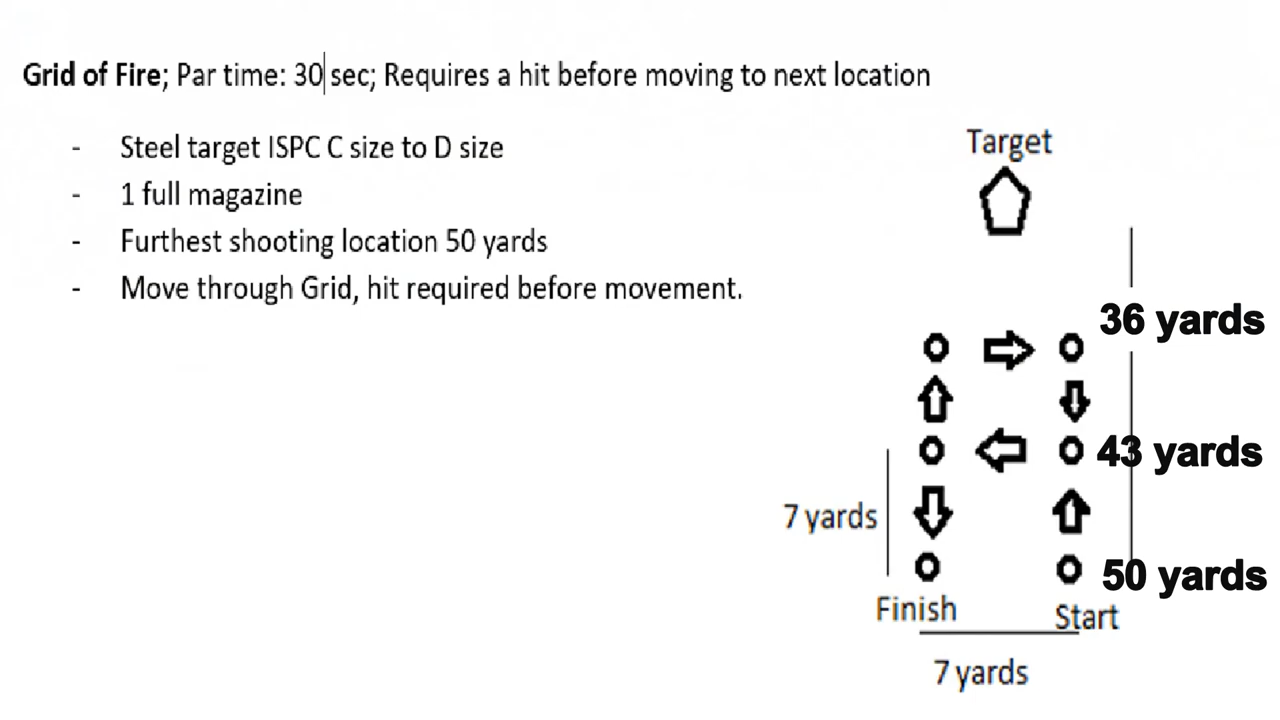 Grid of Fire; Par time: 30 sec; Requires a hit before moving to next location
- Steel target ISPC C size to D size
- 1 full magazine
- Furthest shooting location 50 yards
- Move through Grid, hit required before movement.
Target
36 yards
43 yards
7 yards
50 yards
Finish
Start
7 yards